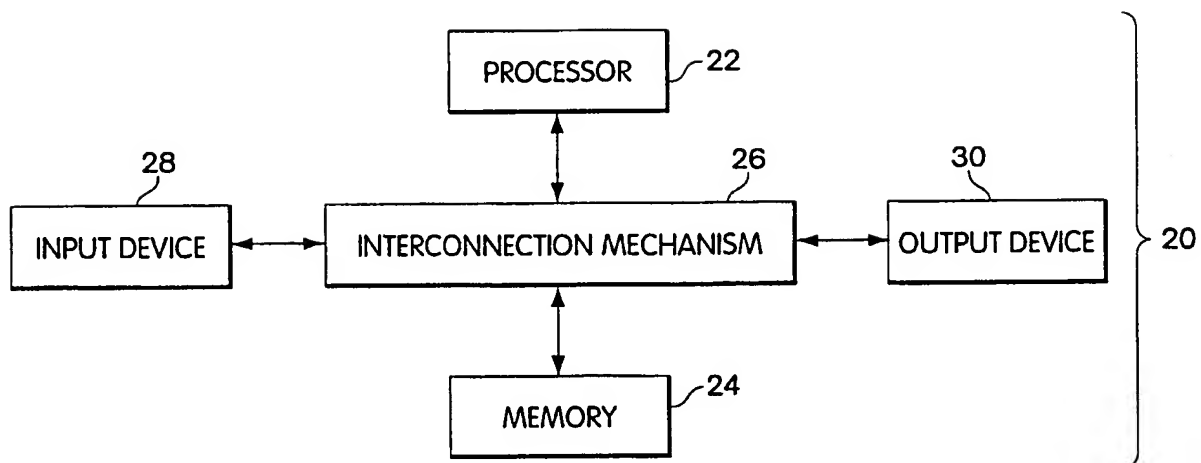 PROCESSOR
22
28
26
30
INPUT DEVICE
INTERCONNECTION MECHANISM
OUTPUT DEVICE
20
MEMORY
24